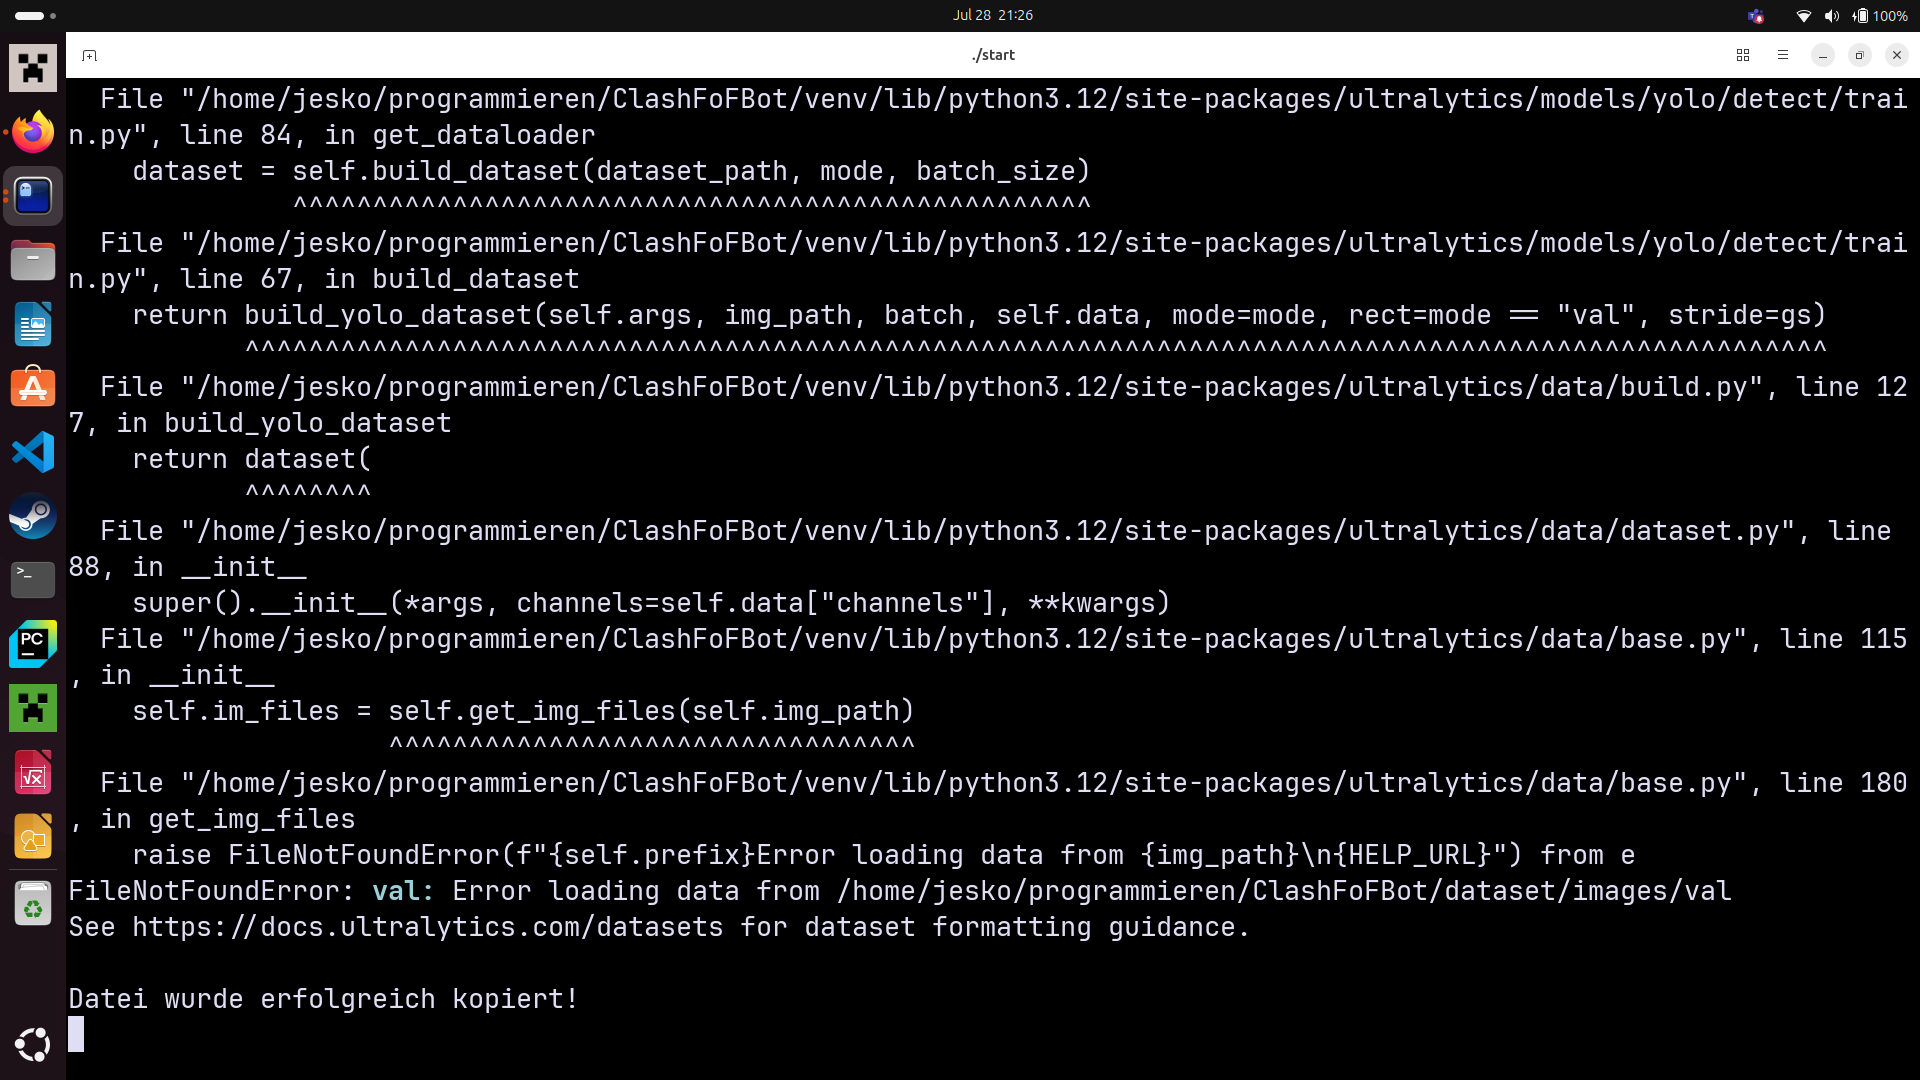 Jul 28 21:26
100%
./start
  File "/home/jesko/programmieren/ClashFoFBot/venv/lib/python3.12/site-packages/ultralytics/models/yolo/detect/trai
n.py", line 84, in get_dataloader
    dataset = self.build_dataset(dataset_path, mode, batch_size)
              ^^^^^^^^^^^^^^^^^^^^^^^^^^^^^^^^^^^^^^^^^^^^^^^^^^
  File "/home/jesko/programmieren/ClashFoFBot/venv/lib/python3.12/site-packages/ultralytics/models/yolo/detect/trai
n.py", line 67, in build_dataset
    return build_yolo_dataset(self.args, img_path, batch, self.data, mode=mode, rect=mode == "val", stride=gs)
           ^^^^^^^^^^^^^^^^^^^^^^^^^^^^^^^^^^^^^^^^^^^^^^^^^^^^^^^^^^^^^^^^^^^^^^^^^^^^^^^^^^^^^^^^^^^^^^^^^^^
  File "/home/jesko/programmieren/ClashFoFBot/venv/lib/python3.12/site-packages/ultralytics/data/build.py", line 12
7, in build_yolo_dataset
    return dataset(
           ^^^^^^^^
  File "/home/jesko/programmieren/ClashFoFBot/venv/lib/python3.12/site-packages/ultralytics/data/dataset.py", line
88, in __init__
    super().__init__(*args, channels=self.data["channels"], **kwargs)
  File "/home/jesko/programmieren/ClashFoFBot/venv/lib/python3.12/site-packages/ultralytics/data/base.py", line 115
, in __init__
    self.im_files = self.get_img_files(self.img_path)
                    ^^^^^^^^^^^^^^^^^^^^^^^^^^^^^^^^^
  File "/home/jesko/programmieren/ClashFoFBot/venv/lib/python3.12/site-packages/ultralytics/data/base.py", line 180
, in get_img_files
    raise FileNotFoundError(f"{self.prefix}Error loading data from {img_path}\n{HELP_URL}") from e
FileNotFoundError: val: Error loading data from /home/jesko/programmieren/ClashFoFBot/dataset/images/val
See https://docs.ultralytics.com/datasets for dataset formatting guidance.

Datei wurde erfolgreich kopiert!